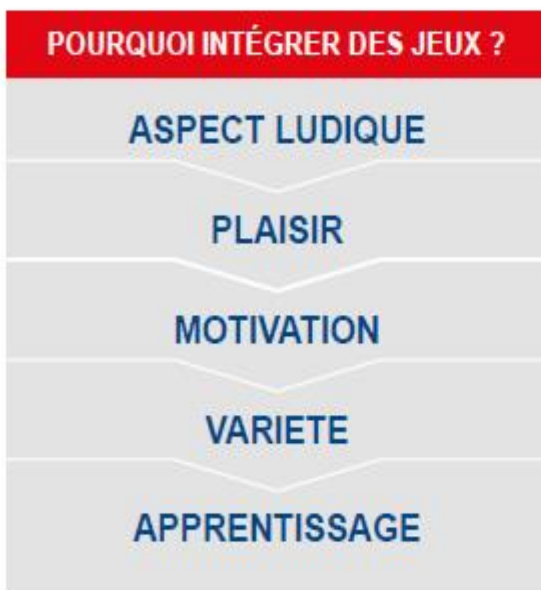 POURQUOI INTÉGRER DES JEUX ?
ASPECT LUDIQUE
PLAISIR
MOTIVATION
VARIETE
APPRENTISSAGE